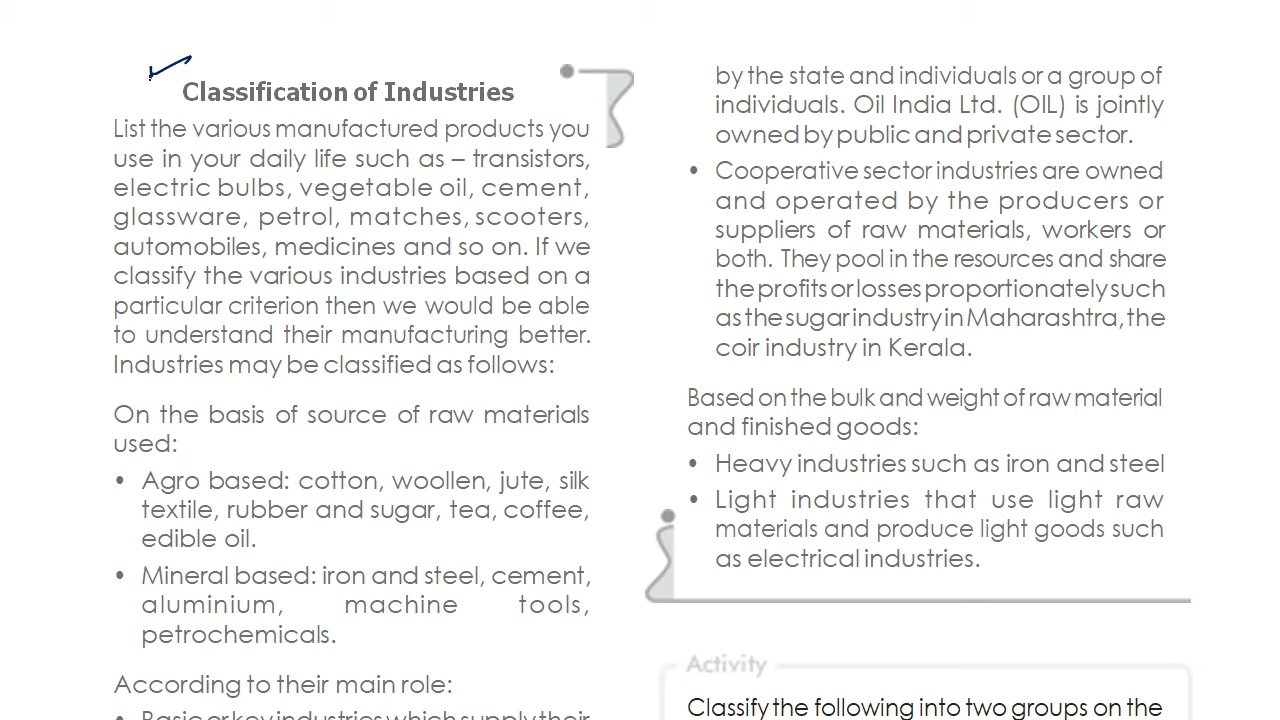 Classification of Industries
List the various manufactured products you
use in your daily life such as – transistors,
electric bulbs, vegetable oil, cement,
glassware, petrol, matches, scooters,
automobiles, medicines and so on. If we
classify the various industries based on a
particular criterion then we would be able
to understand their manufacturing better.
Industries may be classified as follows:
On the basis of source of raw materials
used:
• Agro based: cotton, woollen, jute, silk
textile, rubber and sugar, tea, coffee,
edible oil.
• Mineral based: iron and steel, cement,
aluminium, machine tools,
petrochemicals.
According to their main role:
• Basic or key industries which supply their
by the state and individuals or a group of
individuals. Oil India Ltd. (OIL) is jointly
owned by public and private sector.
• Cooperative sector industries are owned
and operated by the producers or
suppliers of raw materials, workers or
both. They pool in the resources and share
the profits or losses proportionately such
as the sugar industry in Maharashtra, the
coir industry in Kerala.
Based on the bulk and weight of raw material
and finished goods:
• Heavy industries such as iron and steel
• Light industries that use light raw
materials and produce light goods such
as electrical industries.
Activity
Classify the following into two groups on the